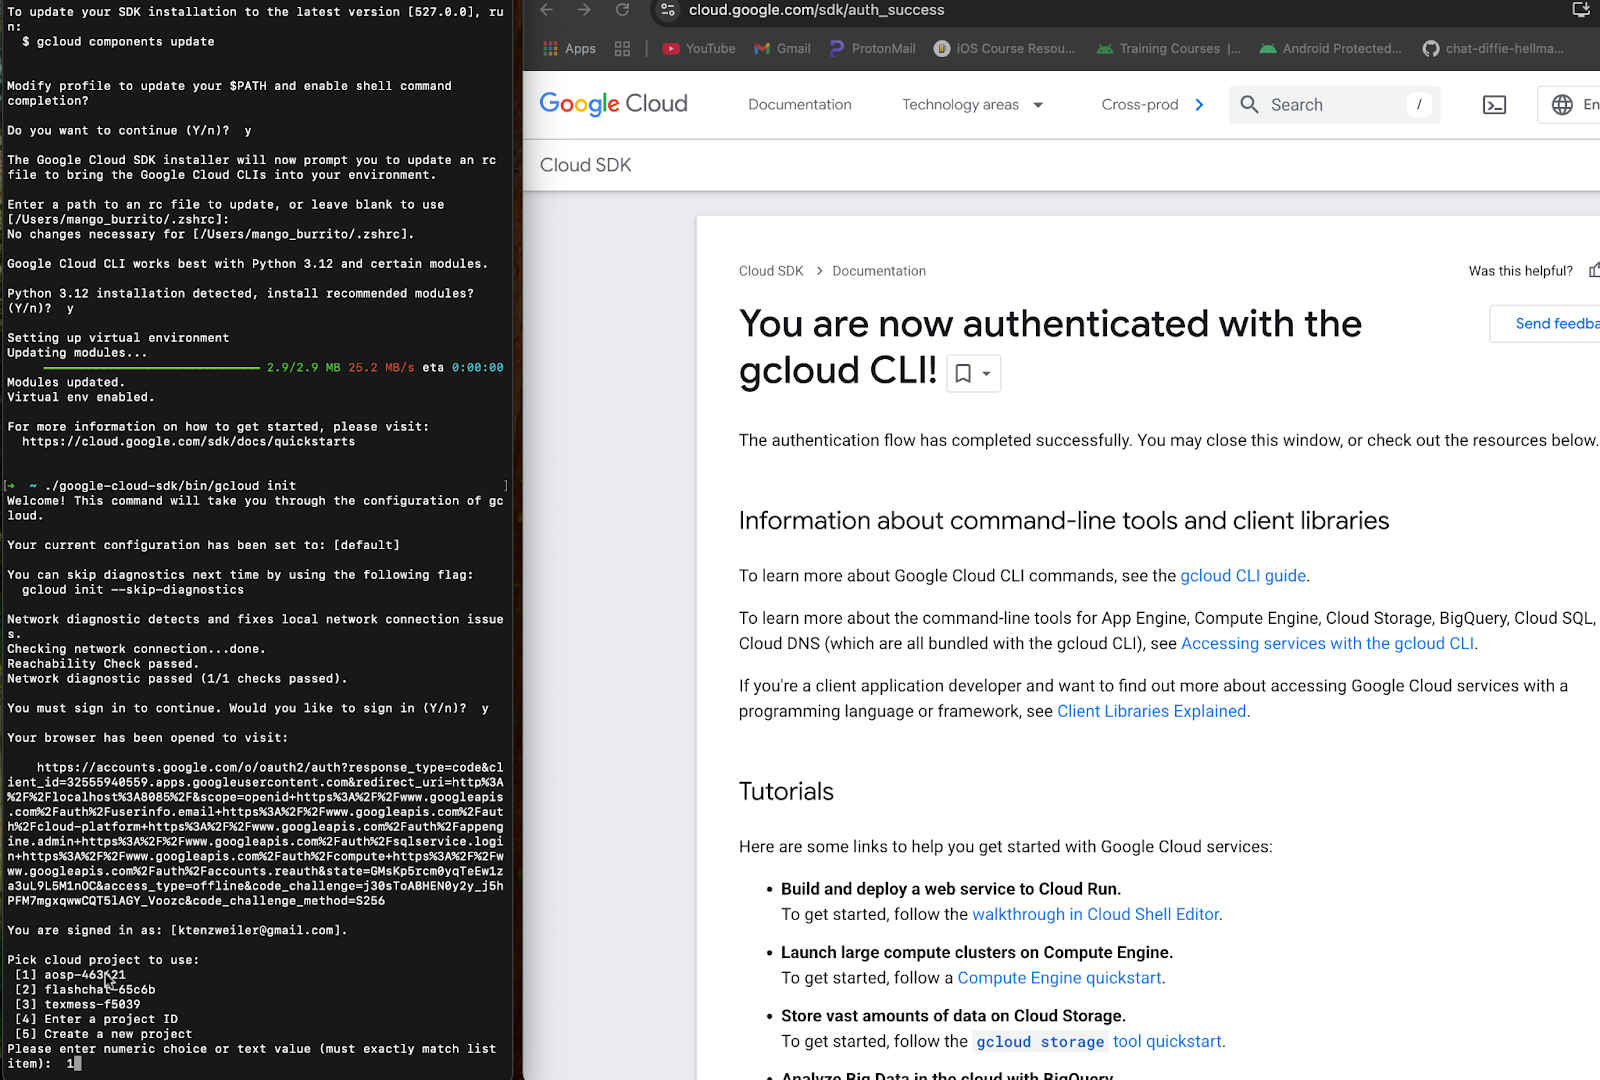 To update your SDK installation to the latest version [527.0.0], ru
n:
$ gcloud components update
Modify profile to update your $PATH and enable shell command
completion?
Do you want to continue (Y/n)?  y
The Google Cloud SDK installer will now prompt you to update an rc
file to bring the Google Cloud CLIs into your environment.
Enter a path to an rc file to update, or leave blank to use
[/Users/mango_burrito/.zshrc]:
No changes necessary for [/Users/mango_burrito/.zshrc].
Google Cloud CLI works best with Python 3.12 and certain modules.
Python 3.12 installation detected, install recommended modules?
(Y/n)?  y
Setting up virtual environment
Updating modules...
2.9/2.9 MB 25.2 MB/s eta 0:00:00
Modules updated.
Virtual env enabled.
For more information on how to get started, please visit:
https://cloud.google.com/sdk/docs/quickstarts
[→ ~ ./google-cloud-sdk/bin/gcloud init ]
Welcome! This command will take you through the configuration of gc
loud.
Your current configuration has been set to: [default]
You can skip diagnostics next time by using the following flag:
gcloud init --skip-diagnostics
Network diagnostic detects and fixes local network connection issue
s.
Checking network connection...done.
Reachability Check passed.
Network diagnostic passed (1/1 checks passed).
You must sign in to continue. Would you like to sign in (Y/n)?  y
Your browser has been opened to visit:
https://accounts.google.com/o/oauth2/auth?response_type=code&cl
ient_id=32555940559.apps.googleusercontent.com&redirect_uri=http%3A
%2F%2Flocalhost%3A8085%2F&scope=openid+https%3A%2F%2Fwww.googleapis
.com%2Fauth%2Fuserinfo.email+https%3A%2F%2Fwww.googleapis.com%2Faut
h%2Fcloud-platform+https%3A%2F%2Fwww.googleapis.com%2Fauth%2Fappeng
ine.admin+https%3A%2F%2Fwww.googleapis.com%2Fauth%2Fsqlservice.logi
n+https%3A%2F%2Fwww.googleapis.com%2Fauth%2Fcompute+https%3A%2F%2Fw
ww.googleapis.com%2Fauth%2Faccounts.reauth&state=GMsKp5rcm0yqTeEw1z
a3uL9L5M1nOC&access_type=offline&code_challenge=j30sToABHEN0y2y_j5h
PFM7mgxqwwCQT5lAGY_Voozc&code_challenge_method=S256
You are signed in as: [ktenzweiler@gmail.com].
Pick cloud project to use:
[1] aosp-463421
[2] flashchat-65c6b
[3] texmess-f5039
[4] Enter a project ID
[5] Create a new project
Please enter numeric choice or text value (must exactly match list
item):  1
cloud.google.com/sdk/auth_success
Apps YouTube Gmail ProtonMail iOS Course Resou... Training Courses |... Android Protected... chat-diffie-hellma...
Google Cloud Documentation Technology areas Cross-prod Search / En
Cloud SDK
Cloud SDK > Documentation Was this helpful?
You are now authenticated with the
gcloud CLI!
Send feedba
The authentication flow has completed successfully. You may close this window, or check out the resources below.
Information about command-line tools and client libraries
To learn more about Google Cloud CLI commands, see the gcloud CLI guide.
To learn more about the command-line tools for App Engine, Compute Engine, Cloud Storage, BigQuery, Cloud SQL,
Cloud DNS (which are all bundled with the gcloud CLI), see Accessing services with the gcloud CLI.
If you're a client application developer and want to find out more about accessing Google Cloud services with a
programming language or framework, see Client Libraries Explained.
Tutorials
Here are some links to help you get started with Google Cloud services:
• Build and deploy a web service to Cloud Run.
To get started, follow the walkthrough in Cloud Shell Editor.
• Launch large compute clusters on Compute Engine.
To get started, follow a Compute Engine quickstart.
• Store vast amounts of data on Cloud Storage.
To get started, follow the gcloud storage tool quickstart.
• Analyze Big Data in the cloud with BigQuery.